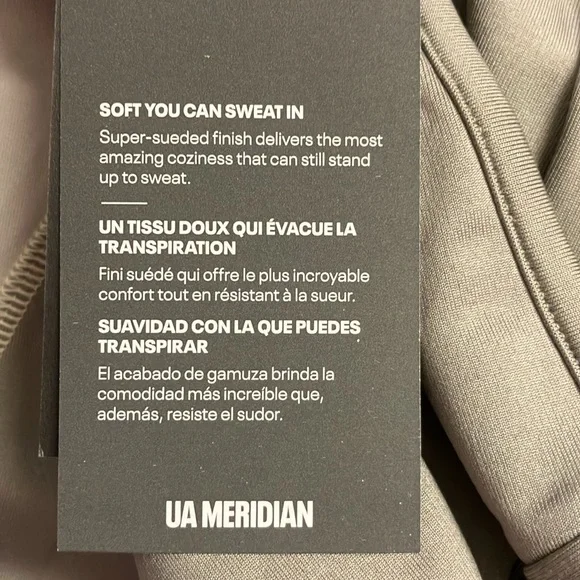 SOFT YOU CAN SWEAT IN
Super-sueded finish delivers the most
amazing coziness that can still stand
up to sweat.
UN TISSU DOUX QUI ÉVACUE LA
TRANSPIRATION
Fini suédé qui offre le plus incroyable
confort tout en résistant à la sueur.
SUAVIDAD CON LA QUE PUEDES
TRANSPIRAR
El acabado de gamuza brinda la
comodidad más increíble que,
además, resiste el sudor.
UA MERIDIAN